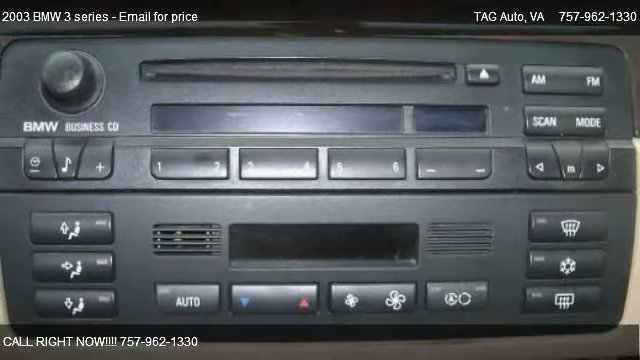 2003 BMW 3 series - Email for price
TAG Auto, VA 757-962-1330
AM FM
BMW BUSINESS CD
SCAN MODE
+
1 2 3 4 5 6 - -
m
AUTO
CALL RIGHT NOW!!!! 757-962-1330